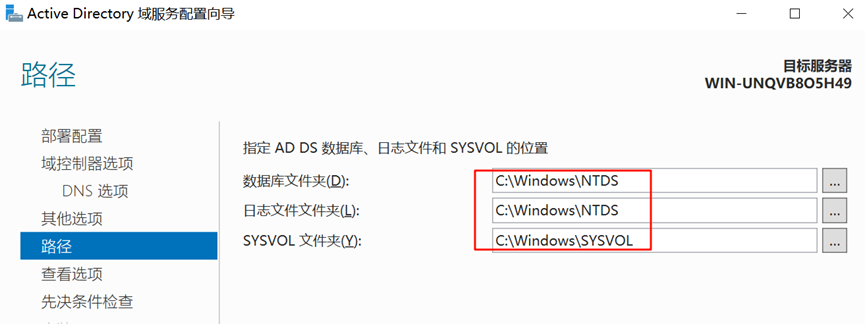 Active Directory 域服务配置向导
路径
目标服务器
WIN-UNQVB8O5H49
部署配置
域控制器选项
DNS 选项
其他选项
路径
查看选项
先决条件检查
指定 AD DS 数据库、日志文件和 SYSVOL 的位置
数据库文件夹(D): C:\Windows\NTDS ...
日志文件文件夹(L): C:\Windows\NTDS ...
SYSVOL 文件夹(Y): C:\Windows\SYSVOL ...